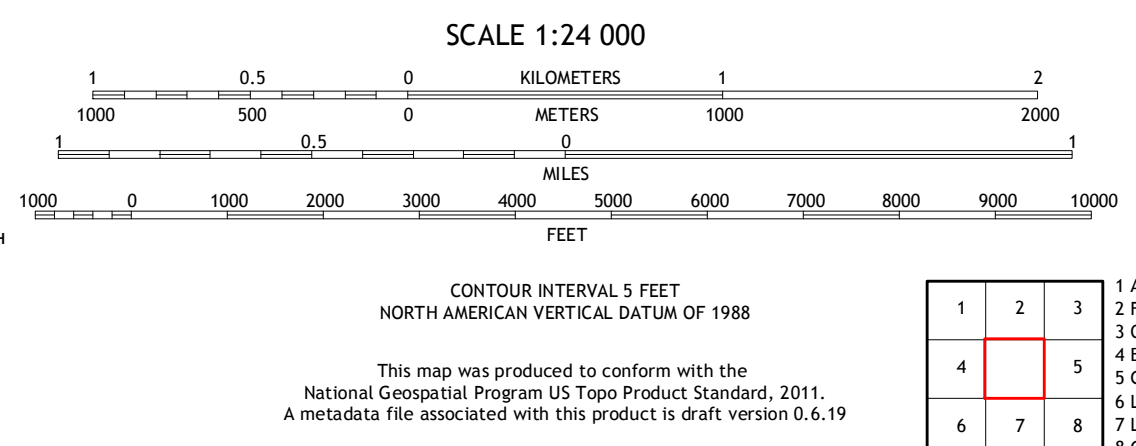 SCALE 1:24 000
1 0.5 0 KILOMETERS 1 2
1000 500 0 METERS 1000 2000
1 0.5 0 1
MILES
1000 0 1000 2000 3000 4000 5000 6000 7000 8000 9000 10000
FEET
CONTOUR INTERVAL 5 FEET
NORTH AMERICAN VERTICAL DATUM OF 1988
This map was produced to conform with the
National Geospatial Program US Topo Product Standard, 2011.
A metadata file associated with this product is draft version 0.6.19
1 2 3
4 5
6 7 8
1
2 F
3
4
5
6 L
7 L